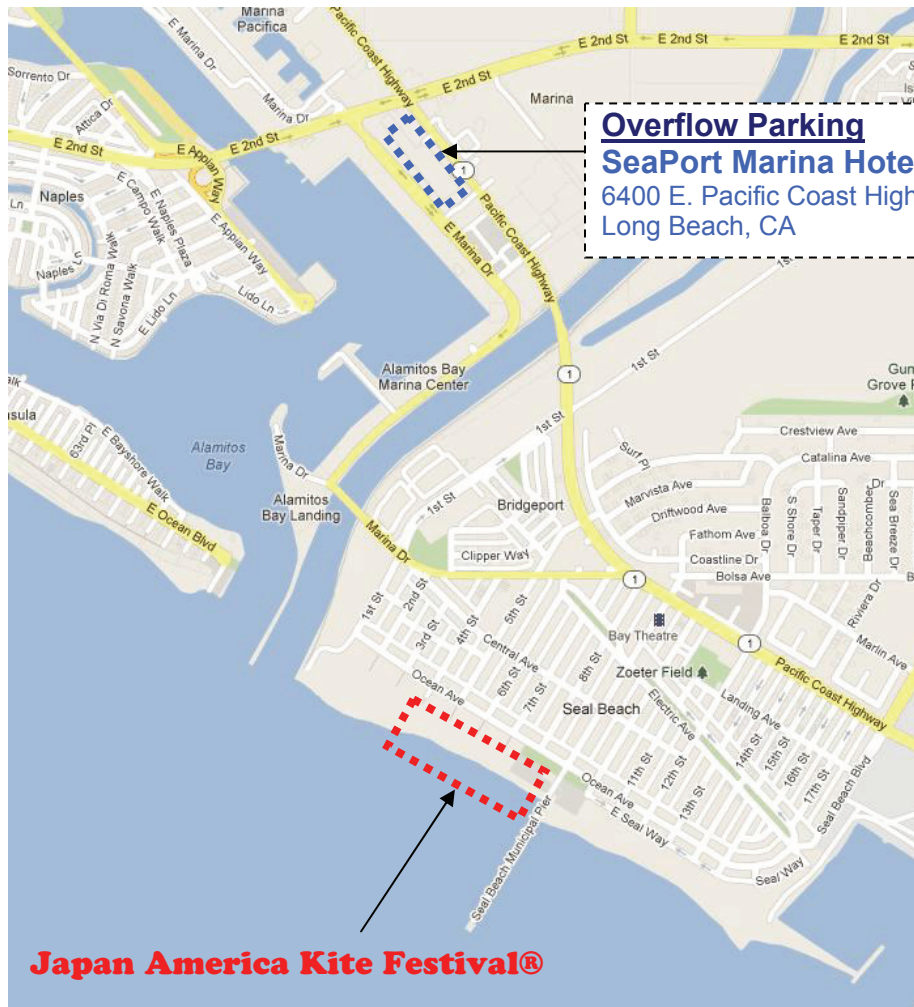 Marina
Pacifica
E Marina Dr
Pacific Coast Highway
E 2nd St
E 2nd St
E 2nd St
Sorrento Dr
Marina Dr
Marina
Attica Dr
E 2nd St
E Appian Way
E 2nd St
Overflow Parking
SeaPort Marina Hote
6400 E. Pacific Coast High
Long Beach, CA
1
Naples
Ln
E Campo Walk
E Naples Plaza
E Appian Way
E Marina Dr
Pacific Coast Highway
Naples
N Via Di Roma Walk
N Savona Walk
E Lido Ln
Lido Ln
1st St
Alamitos Bay
Marina Center
1
1st St
Gun
Grove P
alk
nsula
63rd Pl
E Bayshore Walk
Alamitos
Bay
Marina Dr
1st St
Crestview Ave
Surf Pl
Catalina Ave
Alamitos
Bay Landing
E Ocean Blvd
1st St
Bridgeport
Marvista Ave
Dr
Driftwood Ave
Balboa Dr
S Shore Dr
Taper Dr
Sandpiper Dr
Beachcomber
Sea Breeze Dr
Marina Dr
Clipper Way
Fathom Ave
Coastline Dr
1
Bolsa Ave
B
1st St
2nd St
3rd St
4th St
5th St
Central Ave
Bay Theatre
1
Riviera Dr
Marlin Ave
6th St
7th St
8th St
Zoeter Field
Pacific Coast Highway
Ocean Ave
Seal Beach
Electric Ave
Landing Ave
14th St
15th St
16th St
17th St
Ocean Ave
11th St
12th St
13th St
E Seal Way
Seal Beach Blvd
Seal Way
Seal Beach Municipal Pier
Japan America Kite Festival®